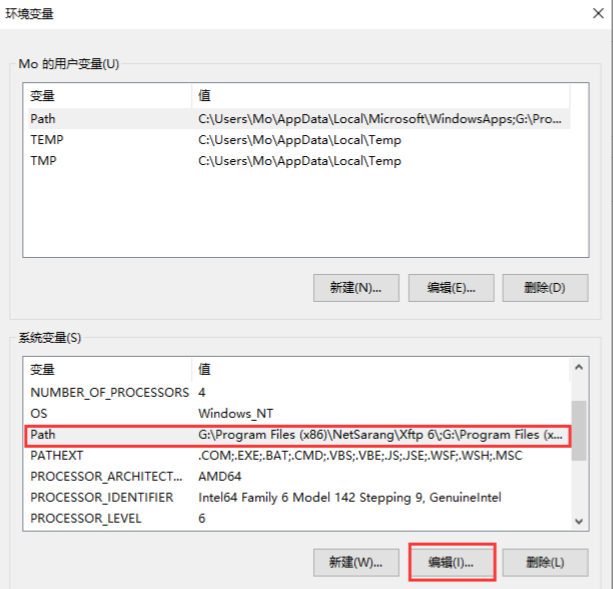 环境变量
Mo 的用户变量(U)
变量 值
Path C:\Users\Mo\AppData\Local\Microsoft\WindowsApps;G:\Pro...
TEMP C:\Users\Mo\AppData\Local\Temp
TMP C:\Users\Mo\AppData\Local\Temp
新建(N)... 编辑(E)... 删除(D)
系统变量(S)
变量 值
NUMBER_OF_PROCESSORS 4
OS Windows_NT
Path G:\Program Files (x86)\NetSarang\Xftp 6\;G:\Program Files (x...
PATHEXT .COM;.EXE;.BAT;.CMD;.VBS;.VBE;.JS;.JSE;.WSF;.WSH;.MSC
PROCESSOR_ARCHITECT... AMD64
PROCESSOR_IDENTIFIER Intel64 Family 6 Model 142 Stepping 9, GenuineIntel
PROCESSOR_LEVEL 6
新建(W)... 编辑(I)... 删除(L)